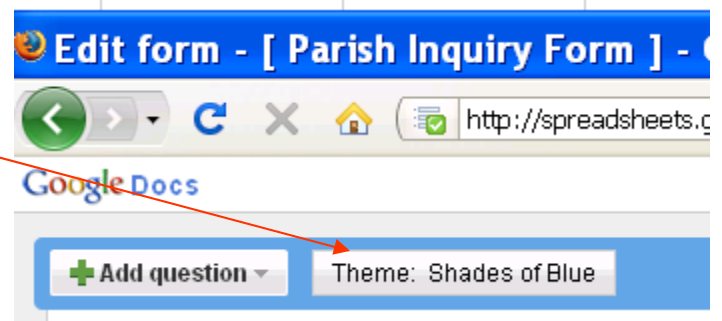 Edit form - [ Parish Inquiry Form ] -
http://spreadsheets.g
Google Docs
Add question
Theme: Shades of Blue